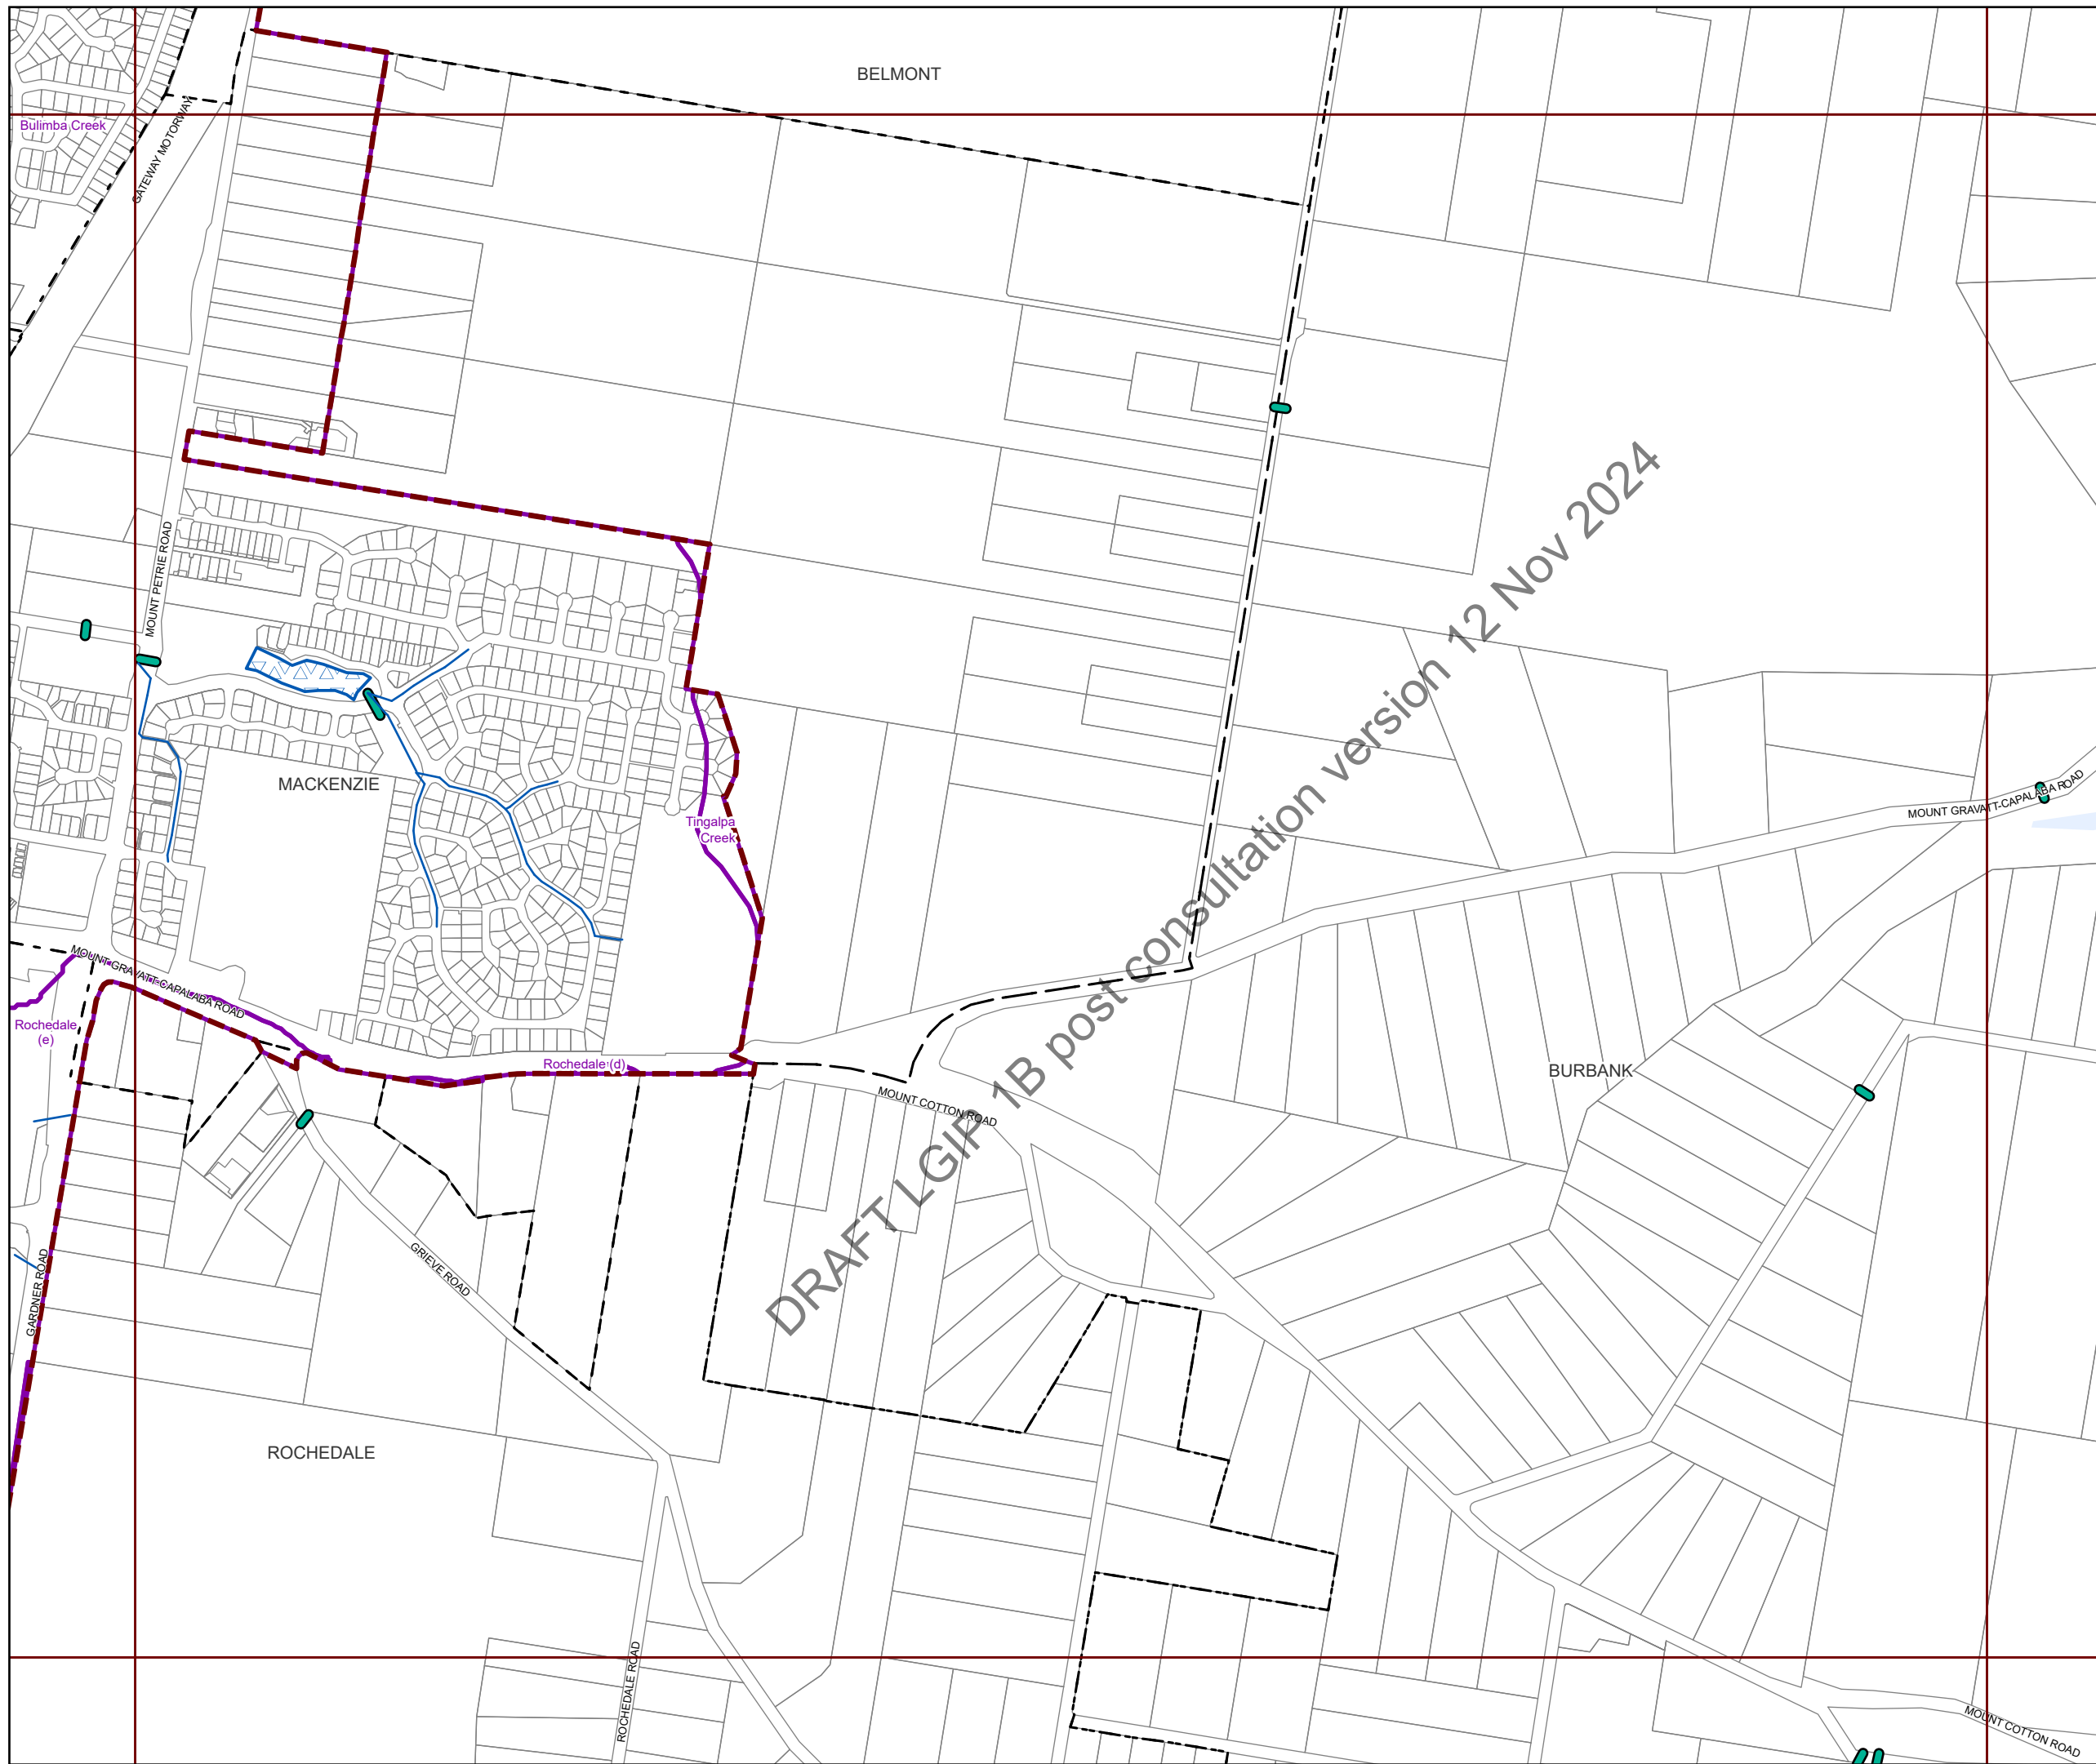 BELMONT
Bulimba Creek
GATEWAY MOTORWAY
MOUNT PETRIE ROAD
MACKENZIE
Tingalpa
Creek
MOUNT GRAVATT-CAPALABA ROAD
MOUNT GRAVATT-CAPALABA ROAD
Rochedale
(e)
Rochedale (d)
MOUNT COTTON ROAD
BURBANK
DRAFT LGIP 1B post consultation version 12 Nov 2024
GRIEVE ROAD
GARDNER ROAD
ROCHEDALE
ROCHEDALE ROAD
MOUNT COTTON ROAD